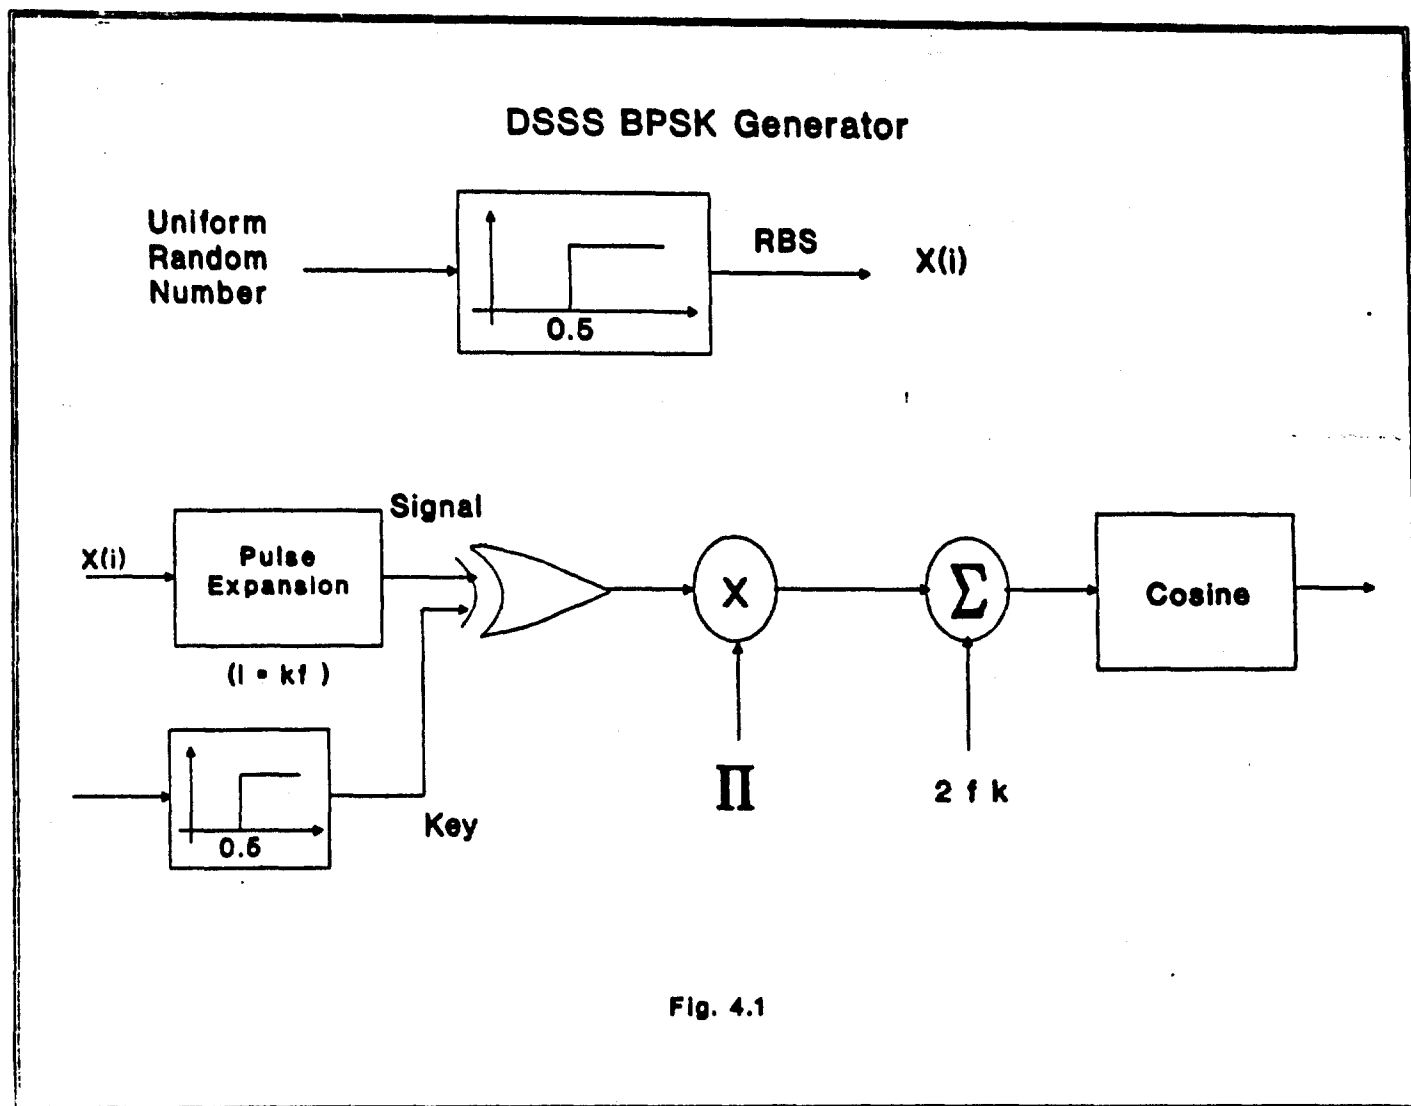 DSSS BPSK Generator
Uniform
Random
Number
0.5
RBS
X(i)
X(i)
Pulse
Expansion
(i = kf )
Signal
X
Σ
Cosine
0.5
Key
Π
2 f k
Fig. 4.1